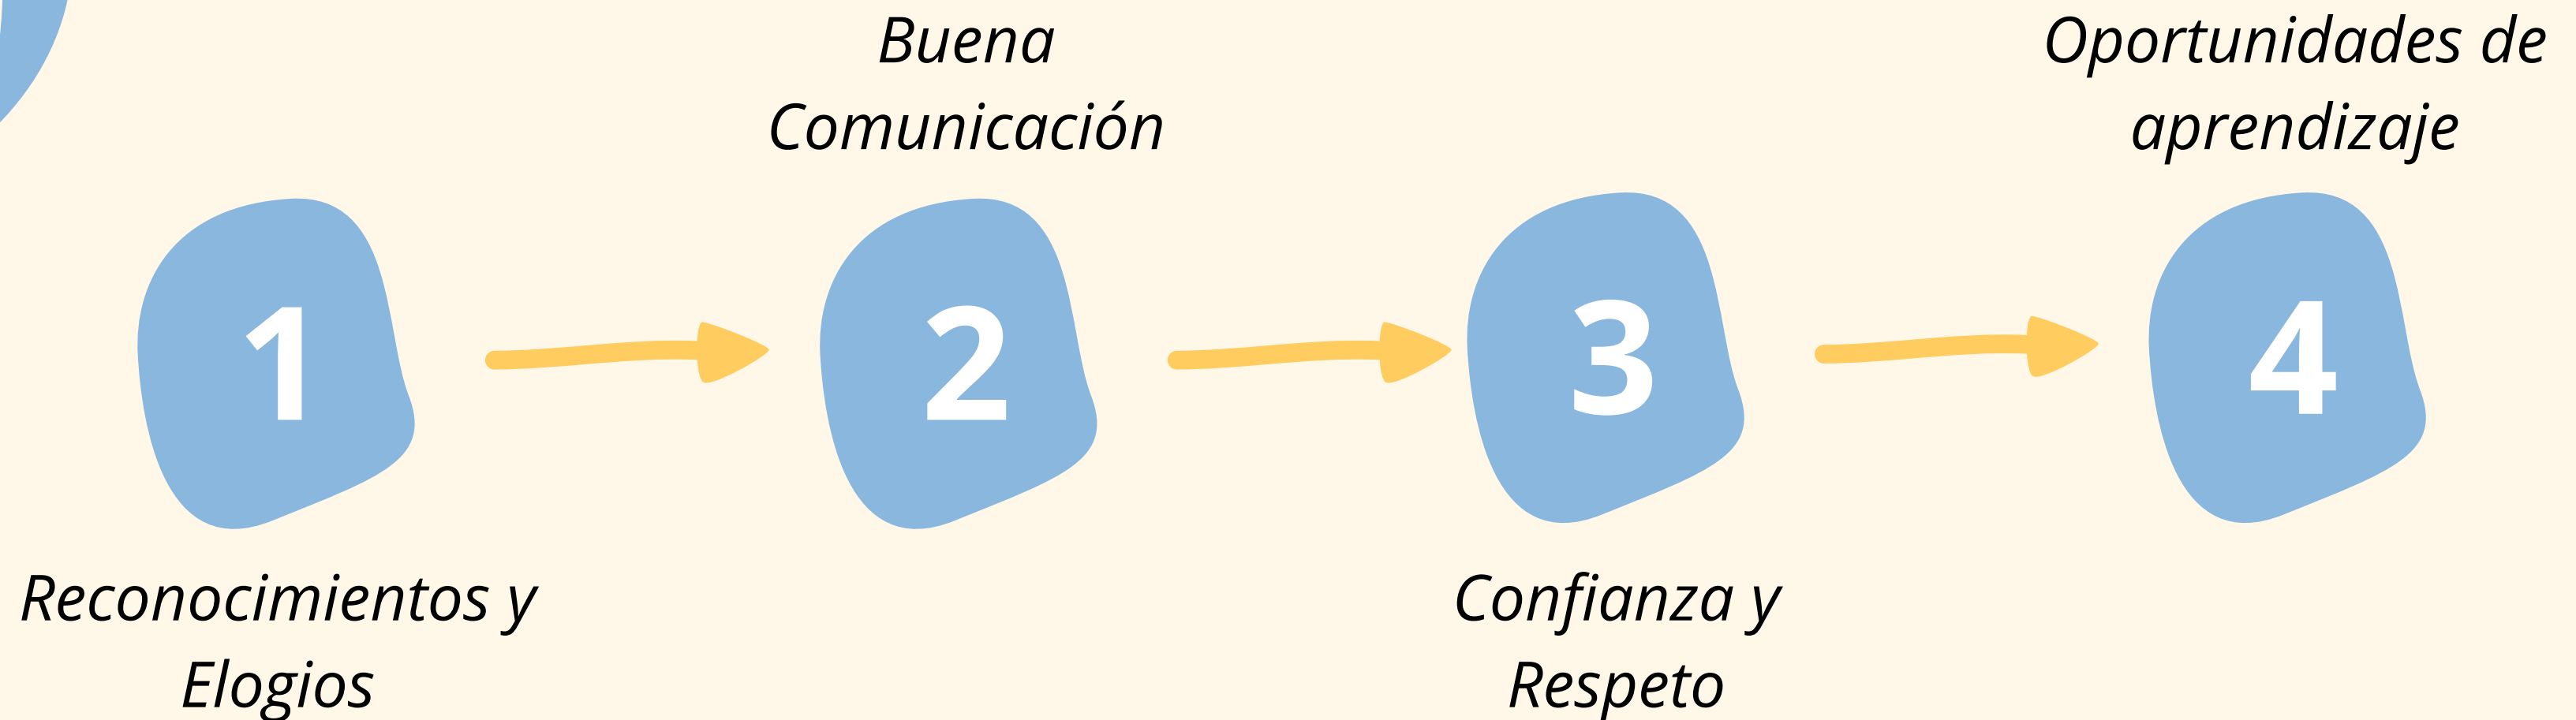 Buena
Comunicación
Oportunidades de
aprendizaje
1
2
3
4
Reconocimientos y
Elogios
Confianza y
Respeto